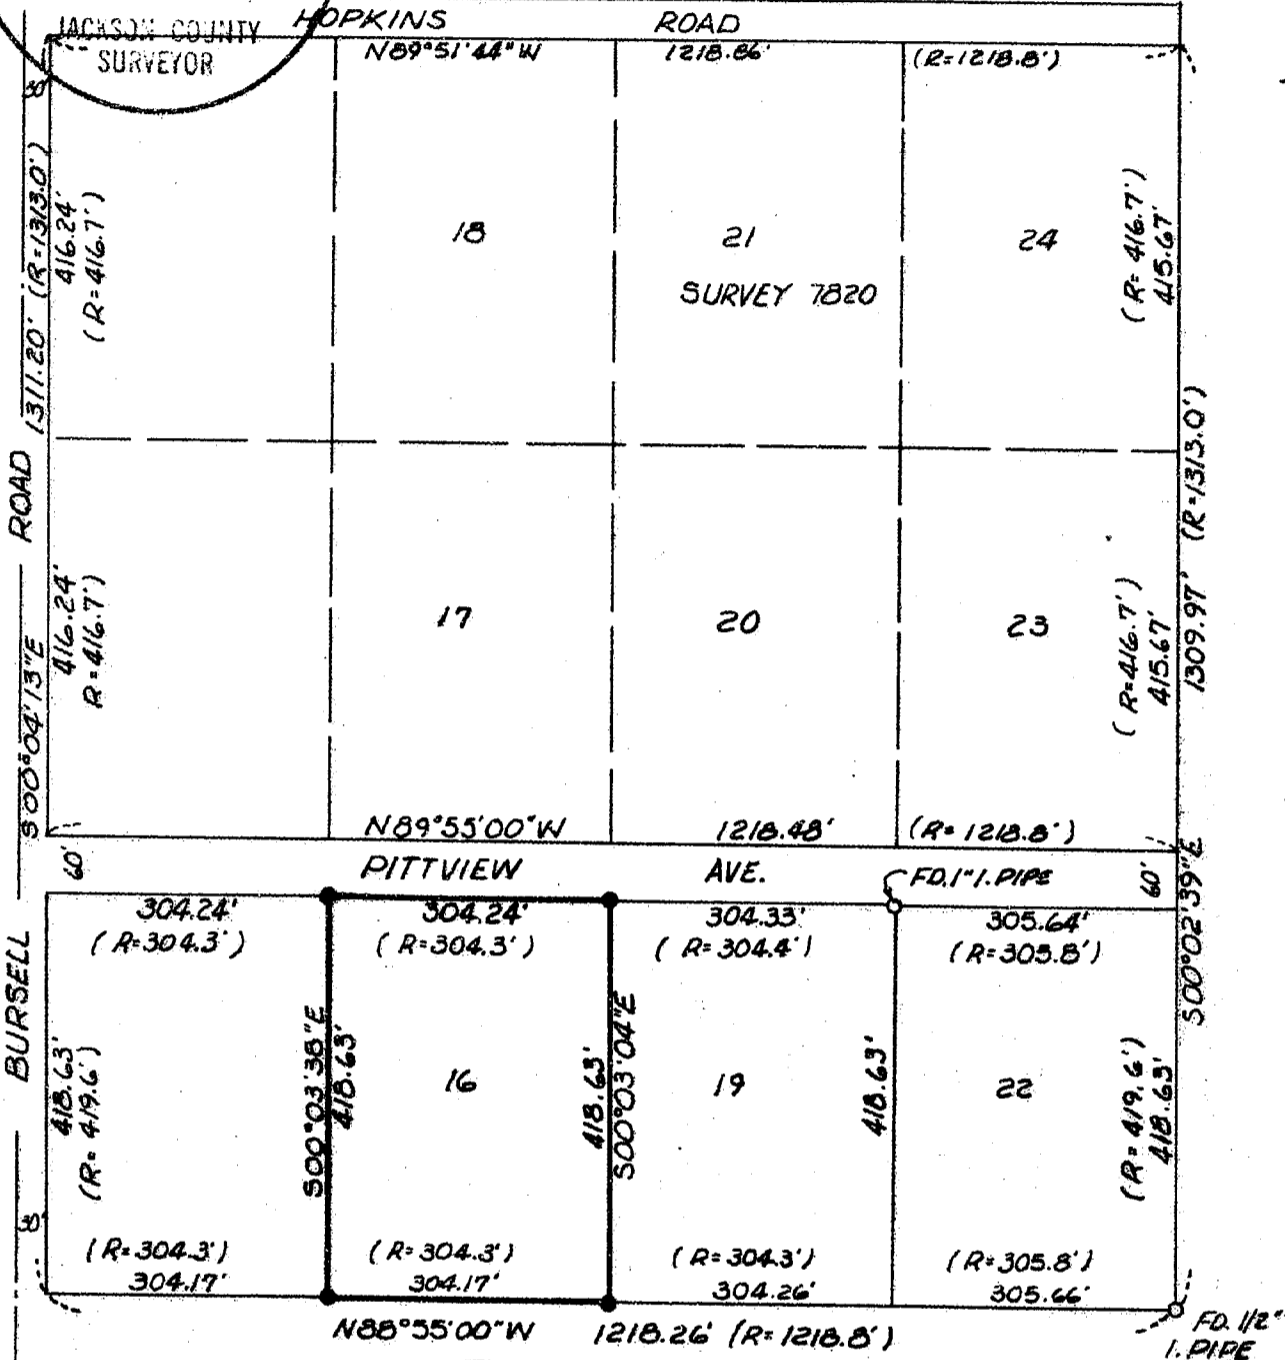 JACKSON COUNTY
SURVEYOR
HOPKINS ROAD
N89°51'44"W 1218.86' (R=1218.8')
30'
1311.20' (R=1313.0')
416.24'
(R=416.7')
18
21
24
SURVEY 7820
(R=416.7')
415.67'
(R=1313.0')
1309.97'
BURSELL ROAD
S00°04'13"E
416.24'
R=416.7')
17
20
23
(R=416.7')
415.67'
N89°55'00"W 1218.48' (R=1218.8')
60'
PITTVIEW AVE.
FD.1"I.PIPE
60'
S00°02'39"E
304.24'
(R=304.3')
304.24'
(R=304.3')
304.33'
(R=304.4')
305.64'
(R=305.8')
418.63'
(R=419.6')
S00°03'38"E
418.63'
16
418.63'
S00°03'04"E
19
418.63'
22
(R=419.6')
418.63'
30'
(R=304.3')
304.17'
(R=304.3')
304.17'
(R=304.3')
304.26'
(R=305.8')
305.66'
N88°55'00"W 1218.26' (R=1218.8')
FD. 1/2"
I. PIPE